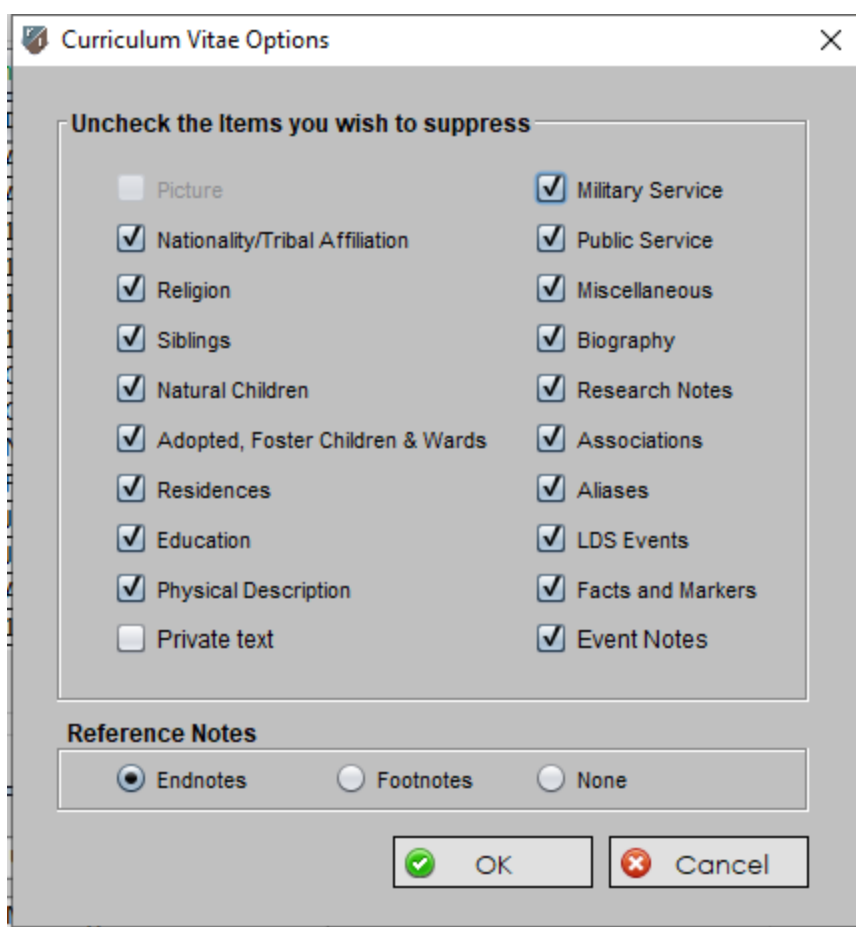 Curriculum Vitae Options
Uncheck the Items you wish to suppress
Picture
Nationality/Tribal Affiliation
Religion
Siblings
Natural Children
Adopted, Foster Children & Wards
Residences
Education
Physical Description
Private text
Military Service
Public Service
Miscellaneous
Biography
Research Notes
Associations
Aliases
LDS Events
Facts and Markers
Event Notes
Reference Notes
Endnotes Footnotes None
OK Cancel